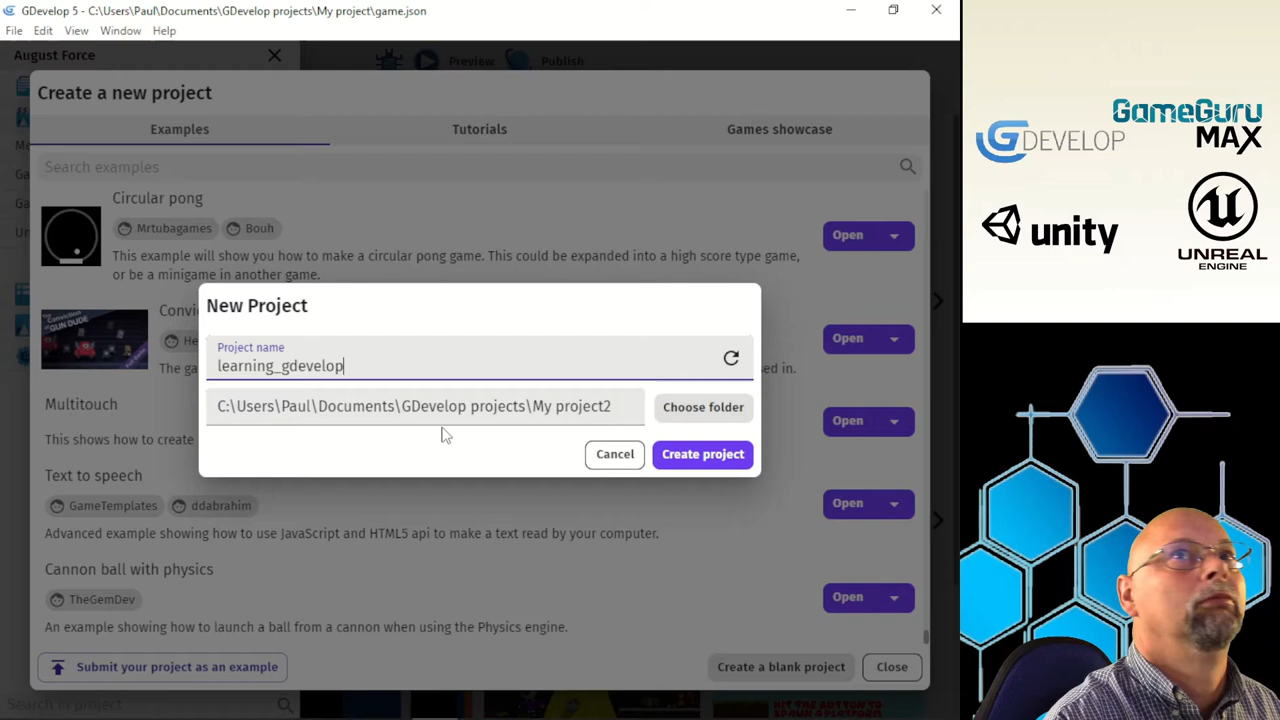 GDevelop 5 - C:\Users\Paul\Documents\GDevelop projects\My project\game.json
File Edit View Window Help
August Force
Preview
Publish
Create a new project
Examples
Tutorials
Games showcase
Search examples
Circular pong
Mrtubagames
Bouh
Open
This example will show you how to make a circular pong game. This could be expanded into a high score type game,
or be a minigame in another game.
Open
Multitouch
This shows how to create
Open
Text to speech
GameTemplates
ddabrahim
Open
Advanced example showing how to use JavaScript and HTML5 api to make a text read by your computer.
Cannon ball with physics
TheGemDev
Open
An example showing how to launch a ball from a cannon when using the Physics engine.
Submit your project as an example
Create a blank project
Close
Search in project
New Project
Project name
learning_gdevelop
C:\Users\Paul\Documents\GDevelop projects\My project2
Choose folder
Cancel
Create project
GameGuru
MAX
GDEVELOP
unity
UNREAL
ENGINE